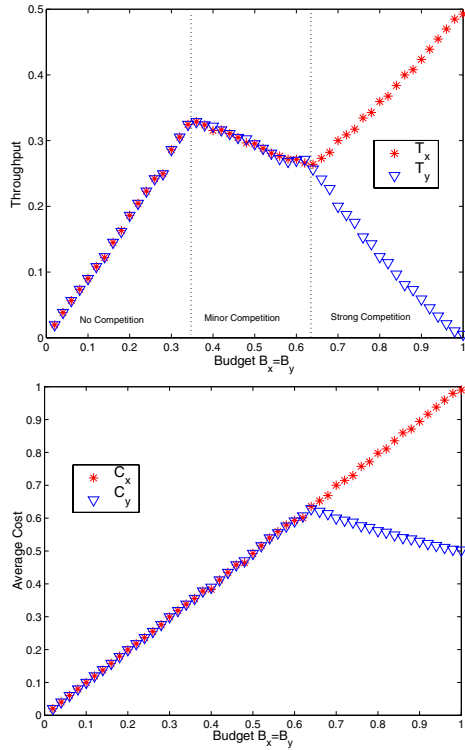 0.5
0.4
0.3
0.2
0.1
0
Throughput
T_x
T_y
No Competition
Minor Competition
Strong Competition
0 0.1 0.2 0.3 0.4 0.5 0.6 0.7 0.8 0.9 1
Budget B_x=B_y
1
0.9
0.8
0.7
0.6
0.5
0.4
0.3
0.2
0.1
0
Average Cost
C_x
C_y
0 0.1 0.2 0.3 0.4 0.5 0.6 0.7 0.8 0.9 1
Budget B_x=B_y